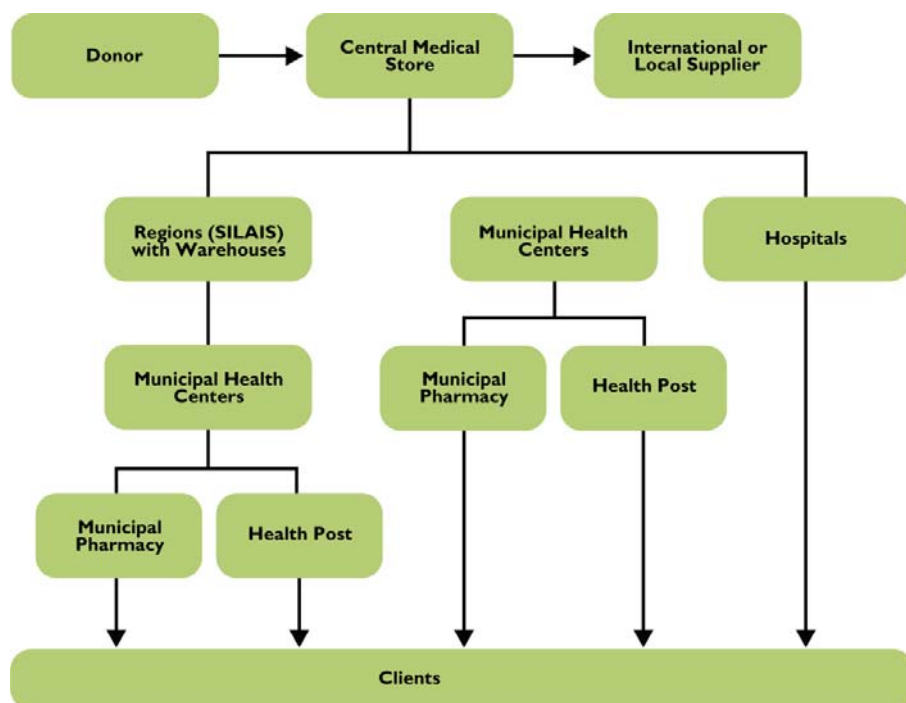 Donor
Central Medical
Store
International or
Local Supplier
Regions (SILAIS)
with Warehouses
Municipal Health
Centers
Hospitals
Municipal Health
Centers
Municipal
Pharmacy
Health Post
Municipal
Pharmacy
Health Post
Clients